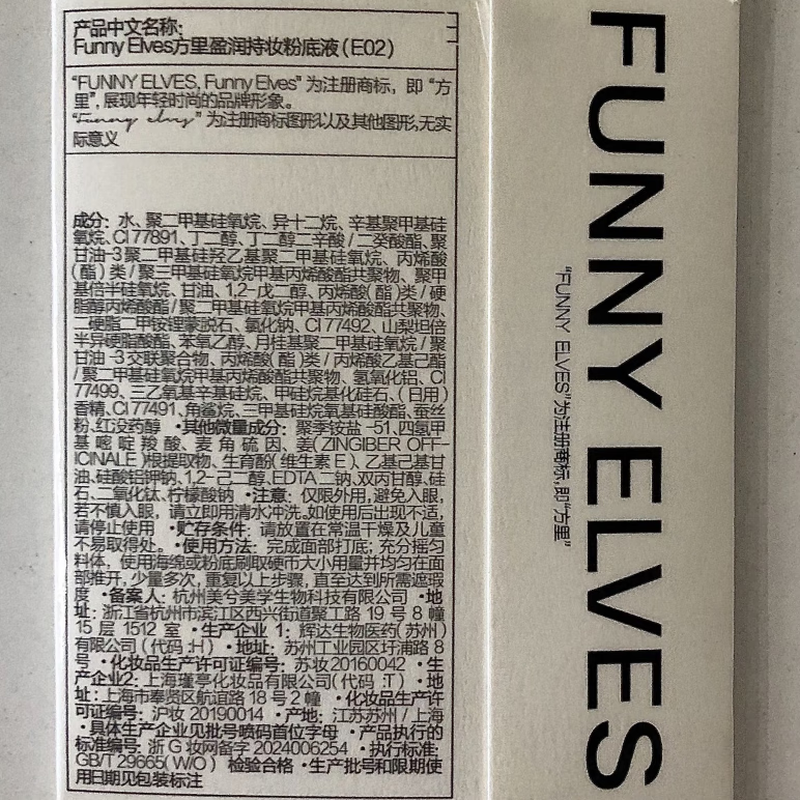 产品中文名称:
Funny Elves方里盈润持妆粉底液(E02)
"FUNNY ELVES, Funny Elves" 为注册商标，即 "方
里", 展现年轻时尚的品牌形象。
"Funny elves" 为注册商标图形以及其他图形,无实
际意义
成分: 水、聚二甲基硅氧烷、异十二烷、辛基聚甲基硅
氧烷、CI 77891、丁二醇、丁二醇二辛酸/二癸酸酯、聚
甘油-3聚二甲基硅氧乙基聚二甲基硅氧烷、丙烯酸
(酯)类/聚三甲基硅氧烷甲基丙烯酸酯共聚物、聚甲
基倍半硅氧烷、甘油、1,2-戊二醇、丙烯酸(酯)类/硬
脂醇丙烯酸酯/聚二甲基硅氧烷甲基丙烯酸酯共聚物、
二硬脂二甲铵锂蒙脱石、氯化钠、CI 77492、山梨坦倍
半异硬脂酸酯、苯氧乙醇、月桂基聚二甲基硅氧烷/聚
甘油-3交联聚合物、丙烯酸(酯)类/丙烯酸乙基己酯
/聚二甲基硅氧烷甲基丙烯酸酯共聚物、氢氧化铝、CI
77499、三乙氧基辛基硅烷、甲硅烷基化硅石、(日用)
香精、CI 77491、角鲨烷、三甲基硅烷氧基硅酸酯、蚕丝
粉、红没药醇 •其他微量成分: 聚季铵盐-51、四氢甲
基嘧啶羧酸、麦角硫因、姜(ZINGIBER OFF-
ICINALE)根提取物、生育酚(维生素E)、乙基己基甘
油、硅酸铝钾钠、1,2-己二醇、EDTA二钠、双丙甘醇、硅
石、二氧化钛、柠檬酸钠 •注意: 仅限外用, 避免入眼,
若不慎入眼, 请立即用清水冲洗。如使用后出现不适,
请停止使用 •贮存条件: 请放置在常温干燥及儿童
不易取得处。 •使用方法: 完成面部打底; 充分摇匀
料体, 使用海绵或粉底刷取硬币大小用量并均匀在面
部推开, 少量多次, 重复以上步骤, 直至达到所需遮瑕
度 •备案人: 杭州美兮美学生物科技有限公司 •地
址: 浙江省杭州市滨江区西兴街道聚工路 19 号 8 幢
15 层 1512 室 •生产企业 1: 辉达生物医药(苏州)
有限公司(代码:H) •地址: 苏州工业园区圩浦路 8
号 •化妆品生产许可证编号: 苏妆20160042 •生
产企业2: 上海瑾亭化妆品有限公司(代码:T) •地
址: 上海市奉贤区航谊路18号2幢 •化妆品生产许
可证编号: 沪妆 20190014 •产地: 江苏苏州/上海
•具体生产企业见批号喷码首位字母 •产品执行的
标准编号: 浙G妆网备字2024006254 •执行标准:
GB/T 29665(W/O) 检验合格 •生产批号和限期使
用日期见包装标注
FUNNY ELVES
"FUNNY ELVES"为注册商标,即"方里"